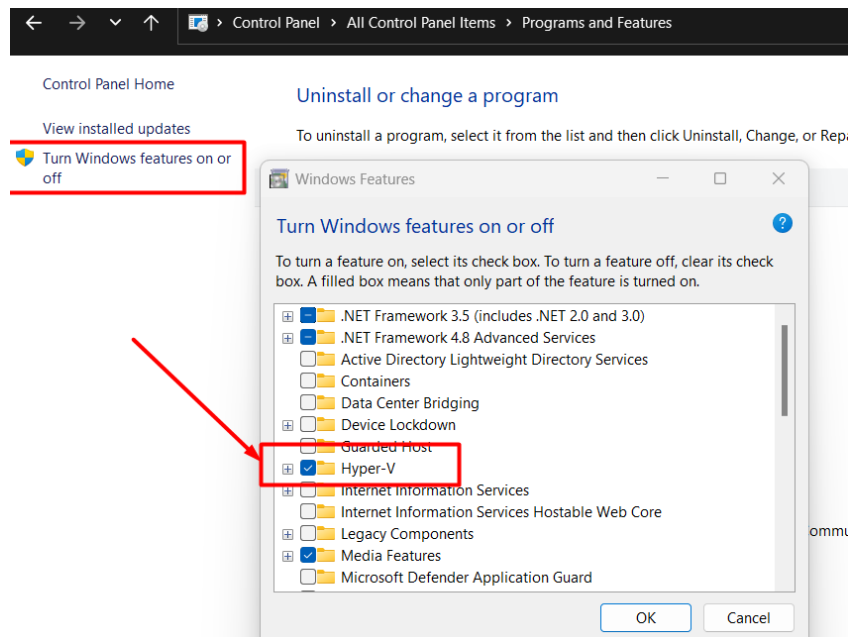 Control Panel > All Control Panel Items > Programs and Features
Control Panel Home
View installed updates
Turn Windows features on or
off
Uninstall or change a program
To uninstall a program, select it from the list and then click Uninstall, Change, or Repa
Windows Features
Turn Windows features on or off
?
To turn a feature on, select its check box. To turn a feature off, clear its check
box. A filled box means that only part of the feature is turned on.
.NET Framework 3.5 (includes .NET 2.0 and 3.0)
.NET Framework 4.8 Advanced Services
Active Directory Lightweight Directory Services
Containers
Data Center Bridging
Device Lockdown
Guarded Host
Hyper-V
Internet Information Services
Internet Information Services Hostable Web Core
Legacy Components
ommu
Media Features
Microsoft Defender Application Guard
OK
Cancel